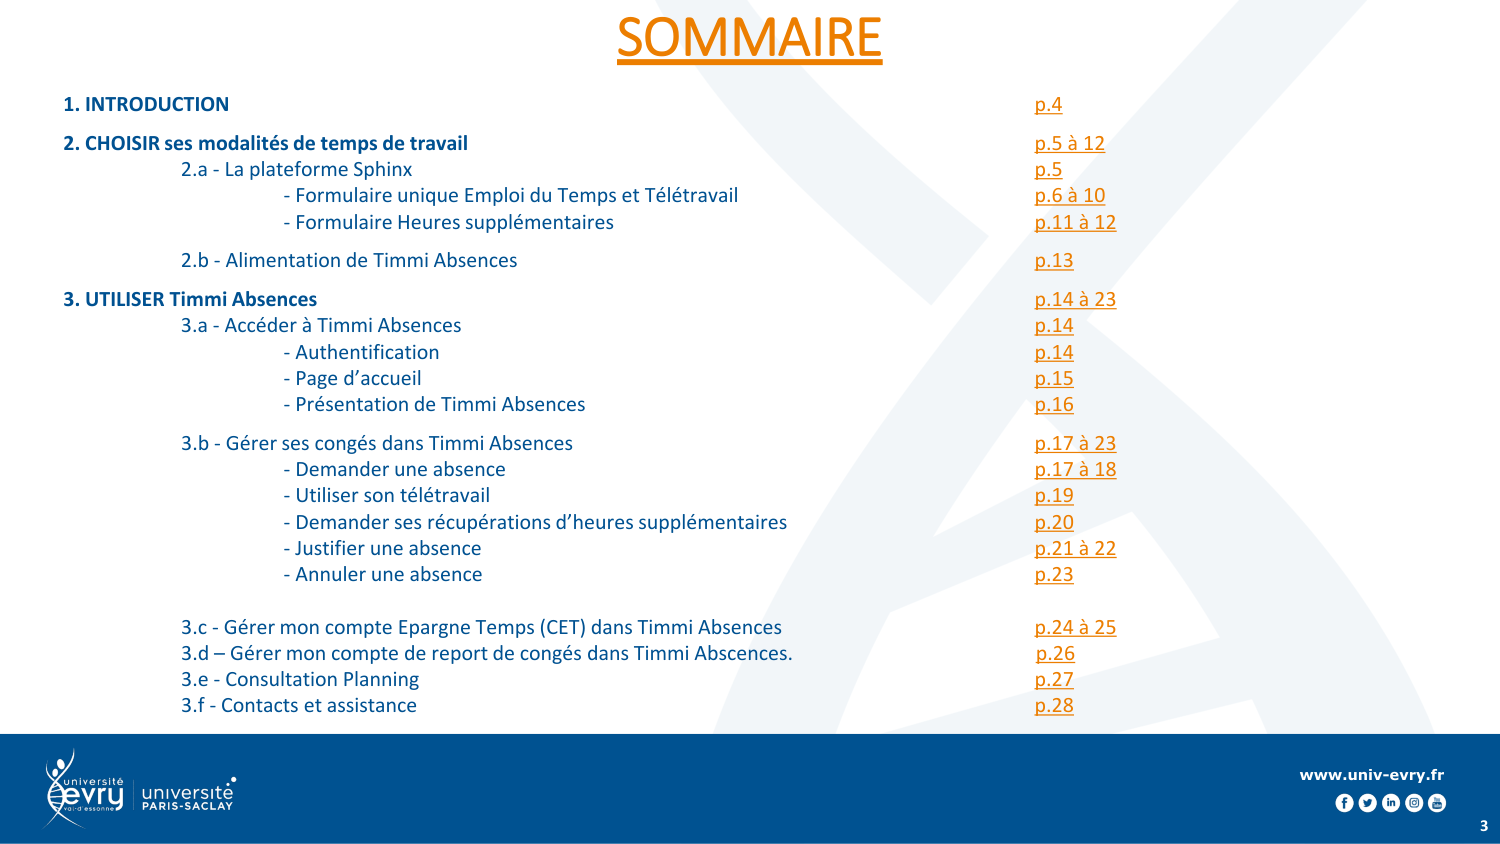 SOMMAIRE
1. INTRODUCTION p.4
2. CHOISIR ses modalités de temps de travail p.5 à 12
2.a - La plateforme Sphinx p.5
- Formulaire unique Emploi du Temps et Télétravail p.6 à 10
- Formulaire Heures supplémentaires p.11 à 12
2.b - Alimentation de Timmi Absences p.13
3. UTILISER Timmi Absences p.14 à 23
3.a - Accéder à Timmi Absences p.14
- Authentification p.14
- Page d’accueil p.15
- Présentation de Timmi Absences p.16
3.b - Gérer ses congés dans Timmi Absences p.17 à 23
- Demander une absence p.17 à 18
- Utiliser son télétravail p.19
- Demander ses récupérations d’heures supplémentaires p.20
- Justifier une absence p.21 à 22
- Annuler une absence p.23
3.c - Gérer mon compte Epargne Temps (CET) dans Timmi Absences p.24 à 25
3.d – Gérer mon compte de report de congés dans Timmi Abscences. p.26
3.e - Consultation Planning p.27
3.f - Contacts et assistance p.28
université
evry
val-d'essonne
université
PARIS-SACLAY
www.univ-evry.fr
3